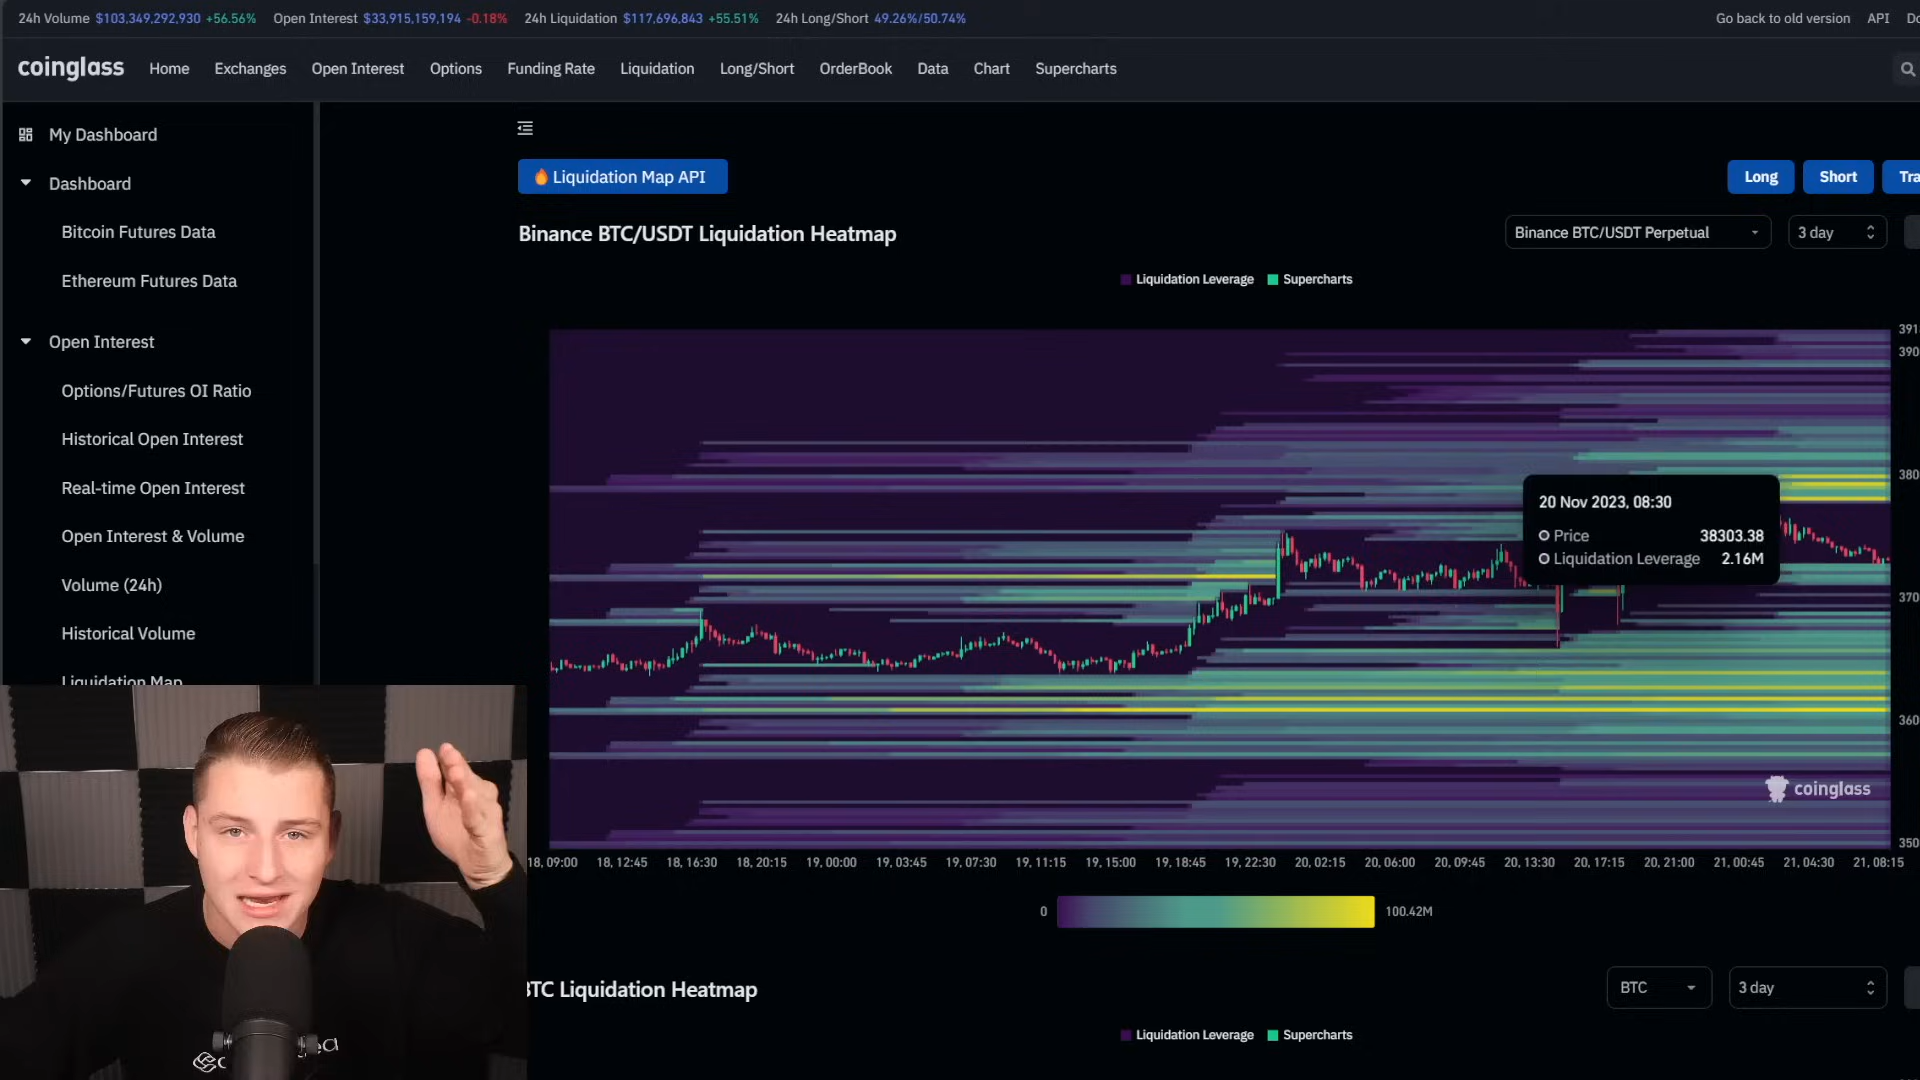 24h Volume $103,349,292,930 +56.56% Open Interest $33,915,159,194 -0.18% 24h Liquidation $117,696,843 +55.51% 24h Long/Short 49.26%/50.74% Go back to old version API
coinglass Home Exchanges Open Interest Options Funding Rate Liquidation Long/Short OrderBook Data Chart Supercharts
My Dashboard
Dashboard
Bitcoin Futures Data
Ethereum Futures Data
Open Interest
Options/Futures OI Ratio
Historical Open Interest
Real-time Open Interest
Open Interest & Volume
Volume (24h)
Historical Volume
Liquidation Map
Liquidation Map API
Long Short
Binance BTC/USDT Liquidation Heatmap
Binance BTC/USDT Perpetual 3 day
Liquidation Leverage Supercharts
20 Nov 2023, 08:30
Price 38303.38
Liquidation Leverage 2.16M
coinglass
18, 09:00 18, 12:45 18, 16:30 18, 20:15 19, 00:00 19, 03:45 19, 07:30 19, 11:15 19, 15:00 19, 18:45 19, 22:30 20, 02:15 20, 06:00 20, 09:45 20, 13:30 20, 17:15 20, 21:00 21, 00:45 21, 04:30 21, 08:15
0 100.42M
BTC Liquidation Heatmap
BTC 3 day
Liquidation Leverage Supercharts